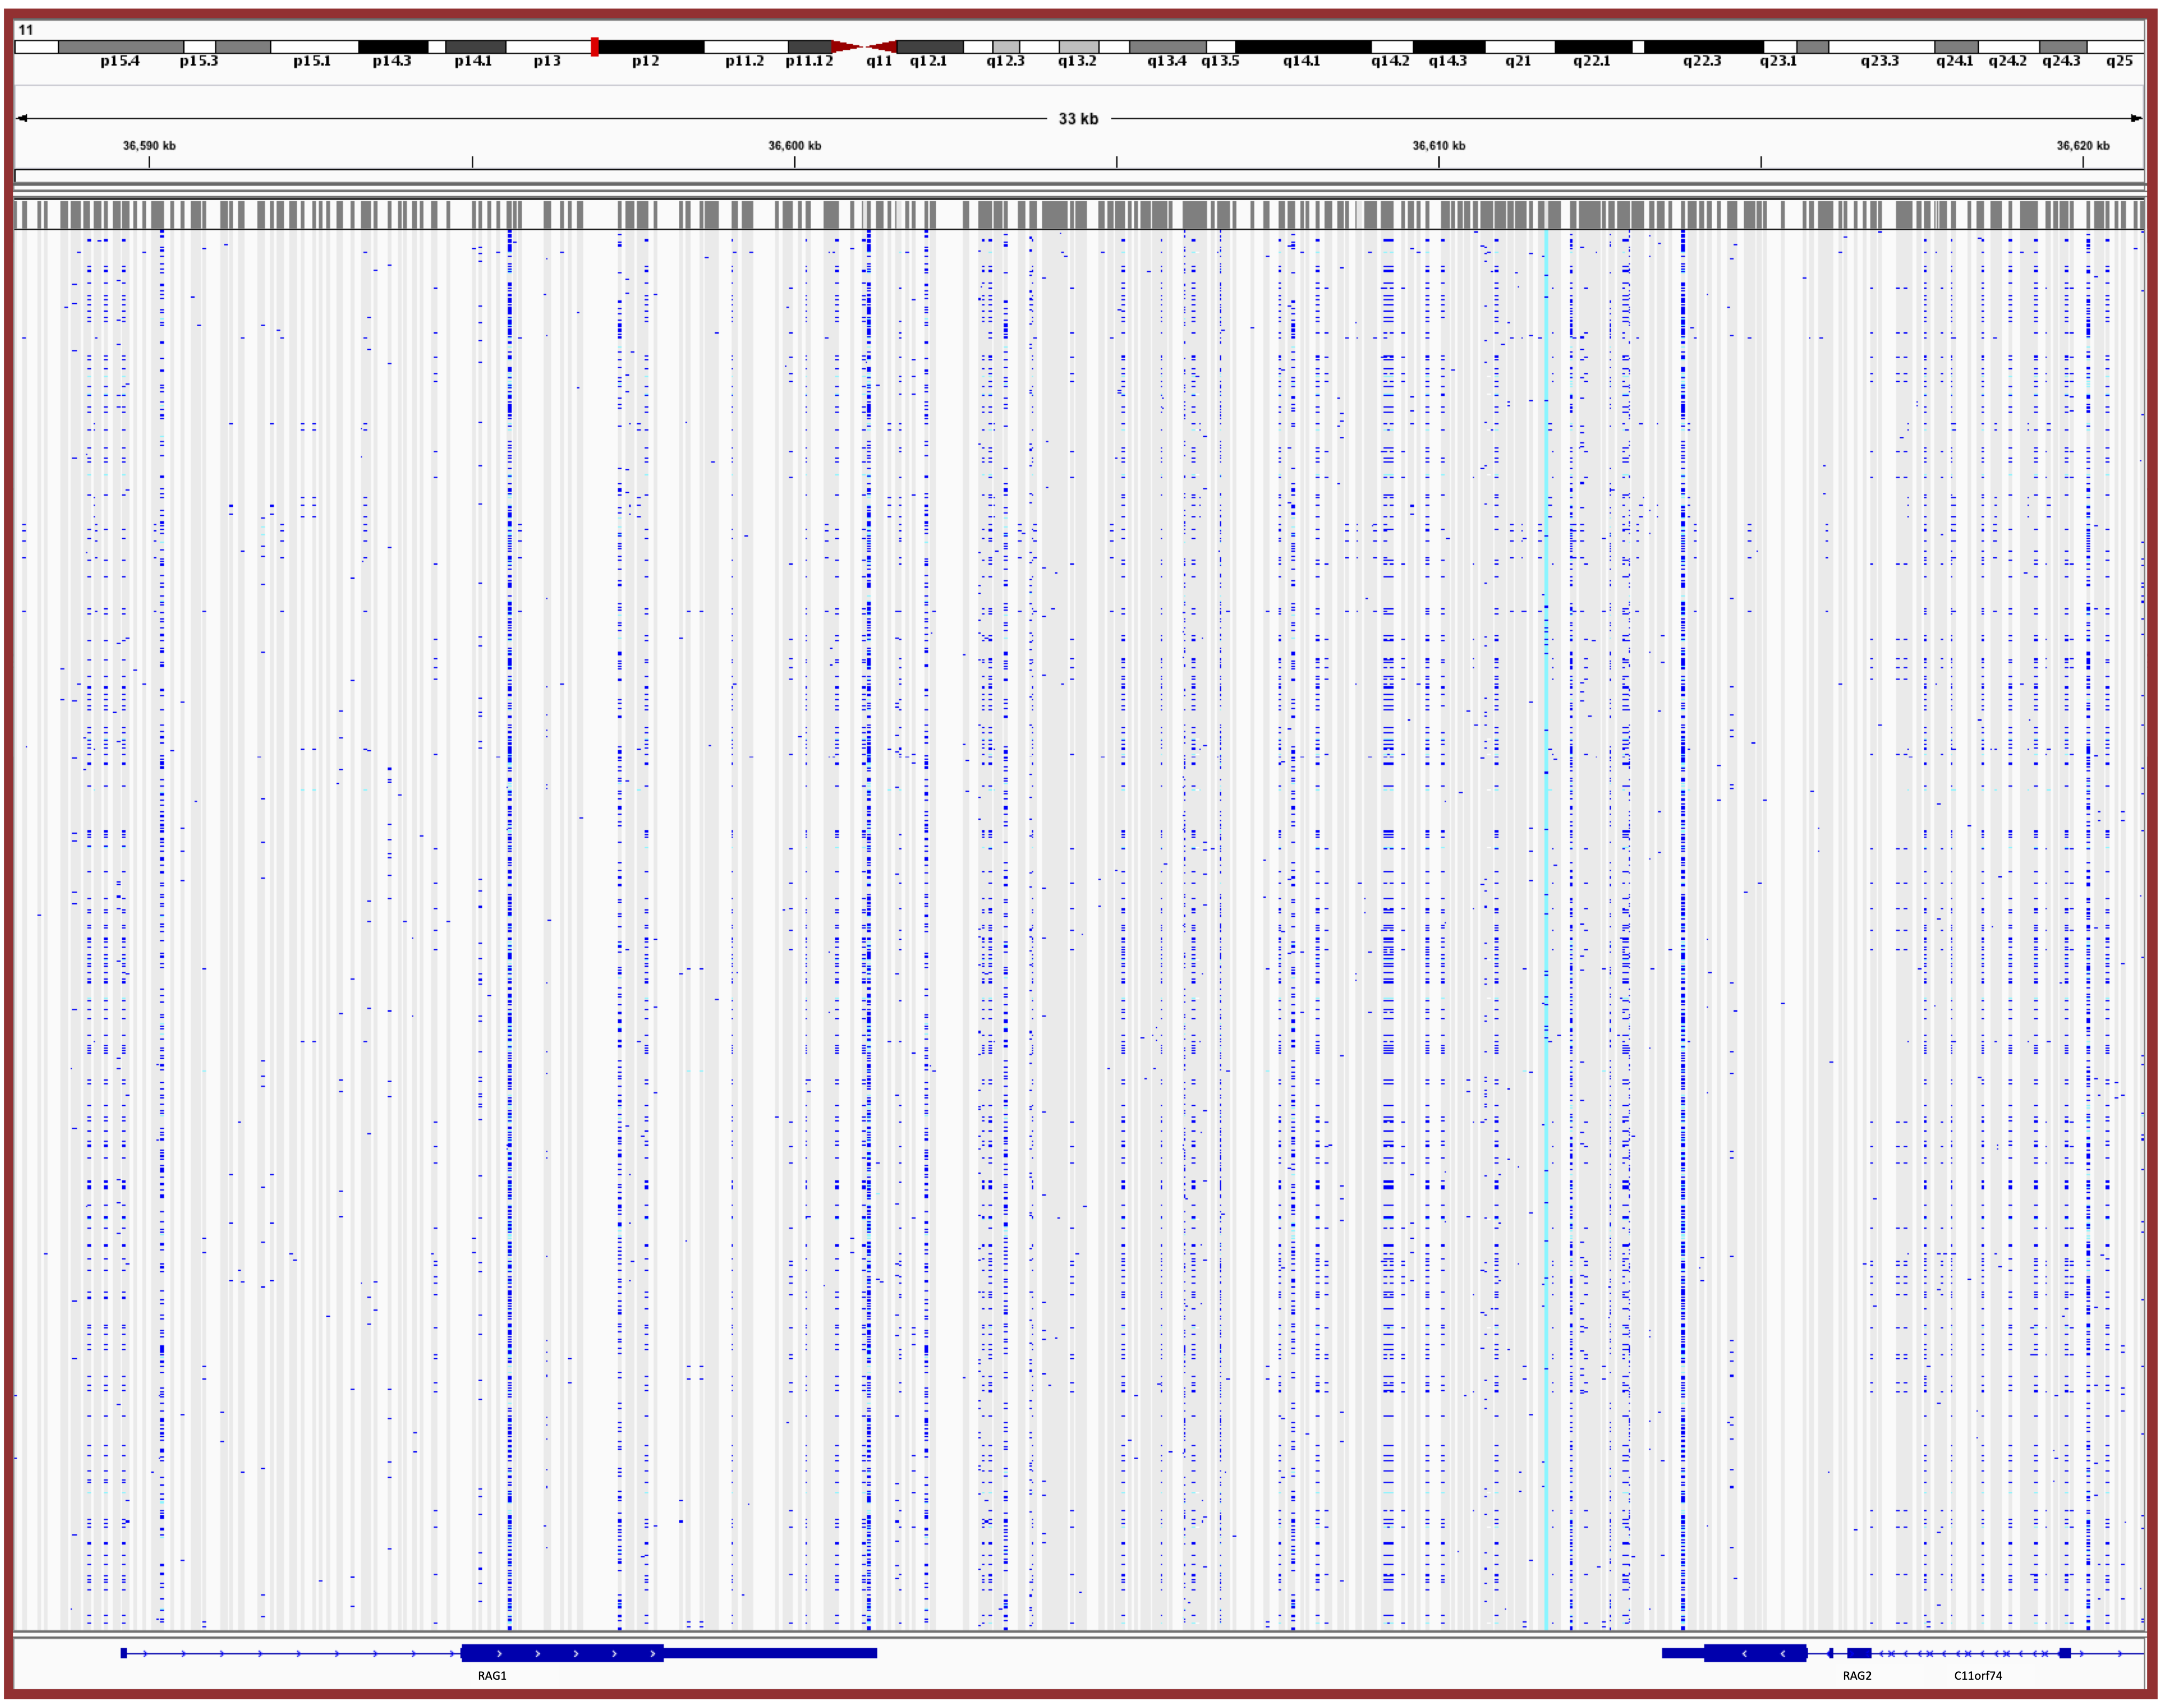 11
p15.4 p15.3 p15.1 p14.3 p14.1 p13 p12 p11.2 p11.12 q11 q12.1 q12.3 q13.2 q13.4 q13.5 q14.1 q14.2 q14.3 q21 q22.1 q22.3 q23.1 q23.3 q24.1 q24.2 q24.3 q25
33 kb
36,590 kb 36,600 kb 36,610 kb 36,620 kb
RAG1 RAG2 C11orf74